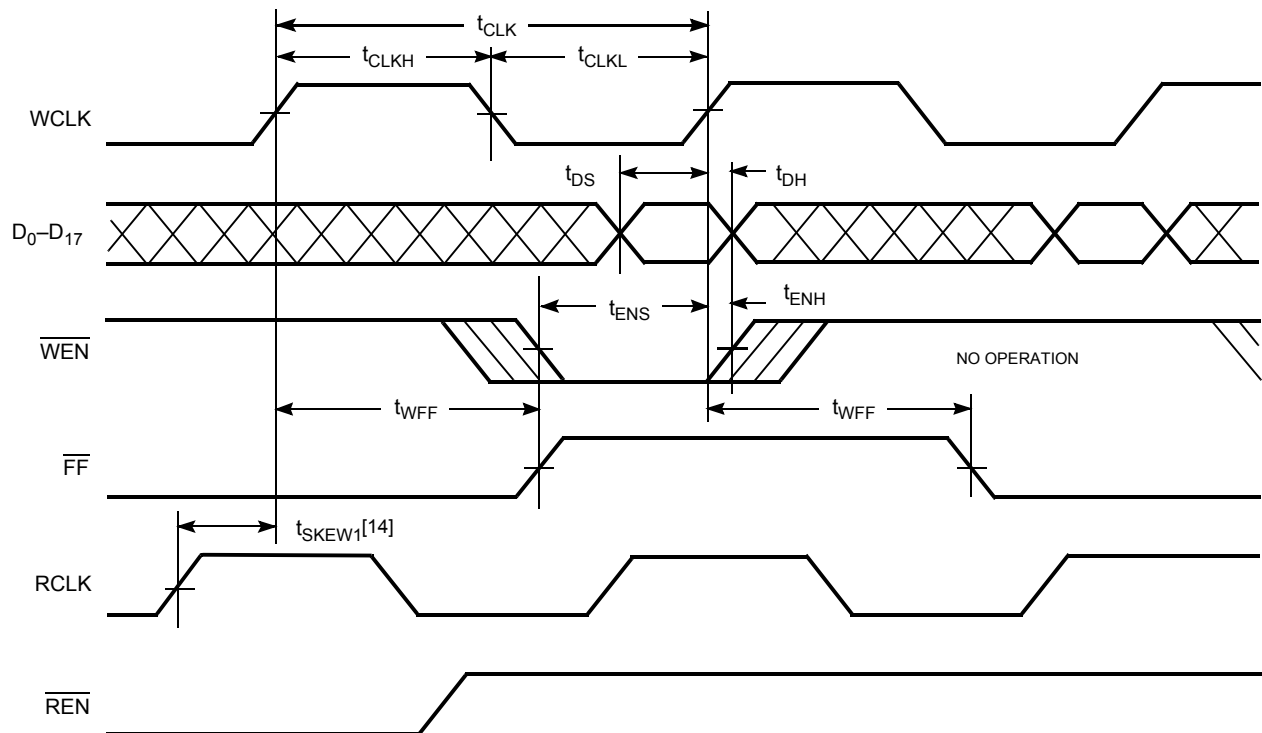 tCLK
tCLKH
tCLKL
WCLK
tDS
tDH
D0–D17
tENS
tENH
WEN
NO OPERATION
tWFF
tWFF
FF
tSKEW1[14]
RCLK
REN